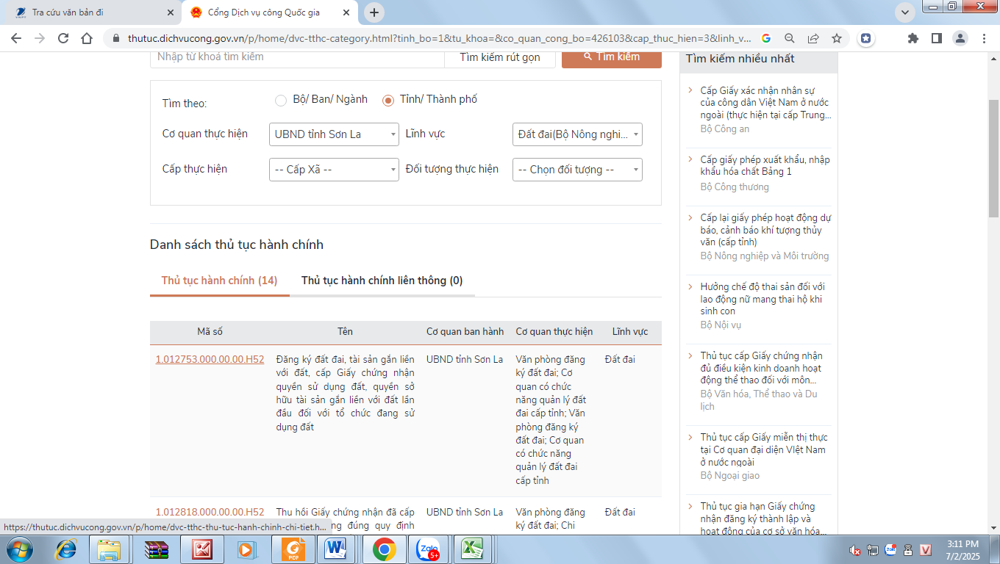 Tra cứu văn bản đi
Cổng Dịch vụ công Quốc gia
thutuc.dichvucong.gov.vn/p/home/dvc-tthc-category.html?tinh_bo=1&tu_khoa=&co_quan_cong_bo=426103&cap_thuc_hien=3&linh_v...
Nhập từ khoá tìm kiếm
Tìm kiếm rút gọn
Tìm kiếm
Tìm theo:
Bộ/ Ban/ Ngành
Tỉnh/ Thành phố
Cơ quan thực hiện
UBND tỉnh Sơn La
Lĩnh vực
Đất đai(Bộ Nông nghi...
Cấp thực hiện
-- Cấp Xã --
Đối tượng thực hiện
-- Chọn đối tượng --
Danh sách thủ tục hành chính
Thủ tục hành chính (14)
Thủ tục hành chính liên thông (0)
Mã số
Tên
Cơ quan ban hành
Cơ quan thực hiện
Lĩnh vực
1.012753.000.00.00.H52
Đăng ký đất đai, tài sản gắn liền
với đất, cấp Giấy chứng nhận
quyền sử dụng đất, quyền sở
hữu tài sản gắn liền với đất lần
đầu đối với tổ chức đang sử
dụng đất
UBND tỉnh Sơn La
Văn phòng đăng
ký đất đai; Cơ
quan có chức
năng quản lý đất
đai cấp tỉnh; Văn
phòng đăng ký
đất đai; Cơ quan
có chức năng
quản lý đất đai
cấp tỉnh
Đất đai
1.012818.000.00.00.H52
Thu hồi Giấy chứng nhận đã cấp
ng đúng quy định
UBND tỉnh Sơn La
Văn phòng đăng
ký đất đai; Chi
Đất đai
Tìm kiếm nhiều nhất
Cấp Giấy xác nhận nhân sự
của công dân Việt Nam ở nước
ngoài (thực hiện tại cấp Trung...
Bộ Công an
Cấp giấy phép xuất khẩu, nhập
khẩu hóa chất Bảng 1
Bộ Công thương
Cấp lại giấy phép hoạt động dự
báo, cảnh báo khí tượng thủy
văn (cấp tỉnh)
Bộ Nông nghiệp và Môi trường
Hưởng chế độ thai sản đối với
lao động nữ mang thai hộ khi
sinh con
Bộ Nội vụ
Thủ tục cấp Giấy chứng nhận
đủ điều kiện kinh doanh hoạt
động thể thao đối với môn...
Bộ Văn hóa, Thể thao và Du
lịch
Thủ tục cấp Giấy miễn thị thực
tại Cơ quan đại diện VIệt Nam
ở nước ngoài
Bộ Ngoại giao
Thủ tục gia hạn Giấy chứng
nhận đăng ký thành lập và
hoạt động của cơ sở văn hóa...
https://thutuc.dichvucong.gov.vn/p/home/dvc-tthc-thu-tuc-hanh-chinh-chi-tiet.h...
PDF
Zalo
5+
3:11 PM
7/2/2025